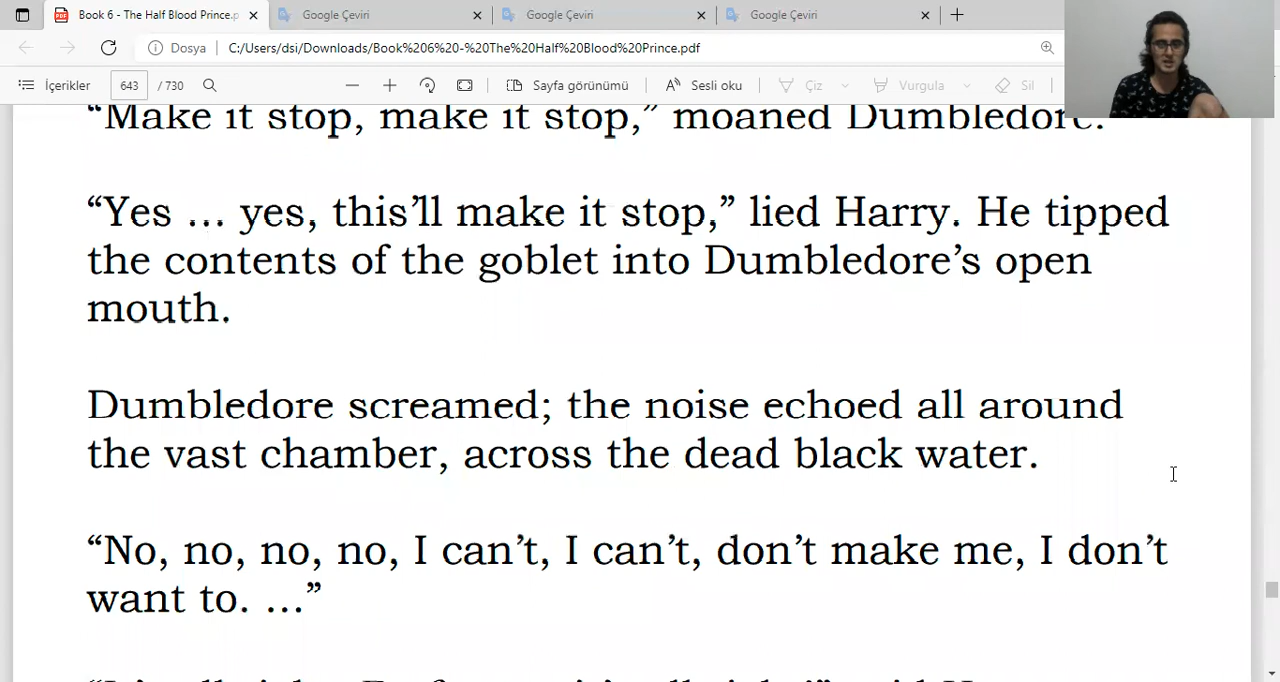 Book 6 - The Half Blood Prince.p
Google Çeviri
Google Çeviri
Google Çeviri
Dosya
C:/Users/dsi/Downloads/Book%206%20-%20The%20Half%20Blood%20Prince.pdf
İçerikler
643 / 730
Sayfa görünümü
Sesli oku
Çiz
Vurgula
Sil
“Make it stop, make it stop,” moaned Dumbledore.
“Yes … yes, this’ll make it stop,” lied Harry. He tipped
the contents of the goblet into Dumbledore’s open
mouth.
Dumbledore screamed; the noise echoed all around
the vast chamber, across the dead black water.
“No, no, no, no, I can’t, I can’t, don’t make me, I don’t
want to. …”